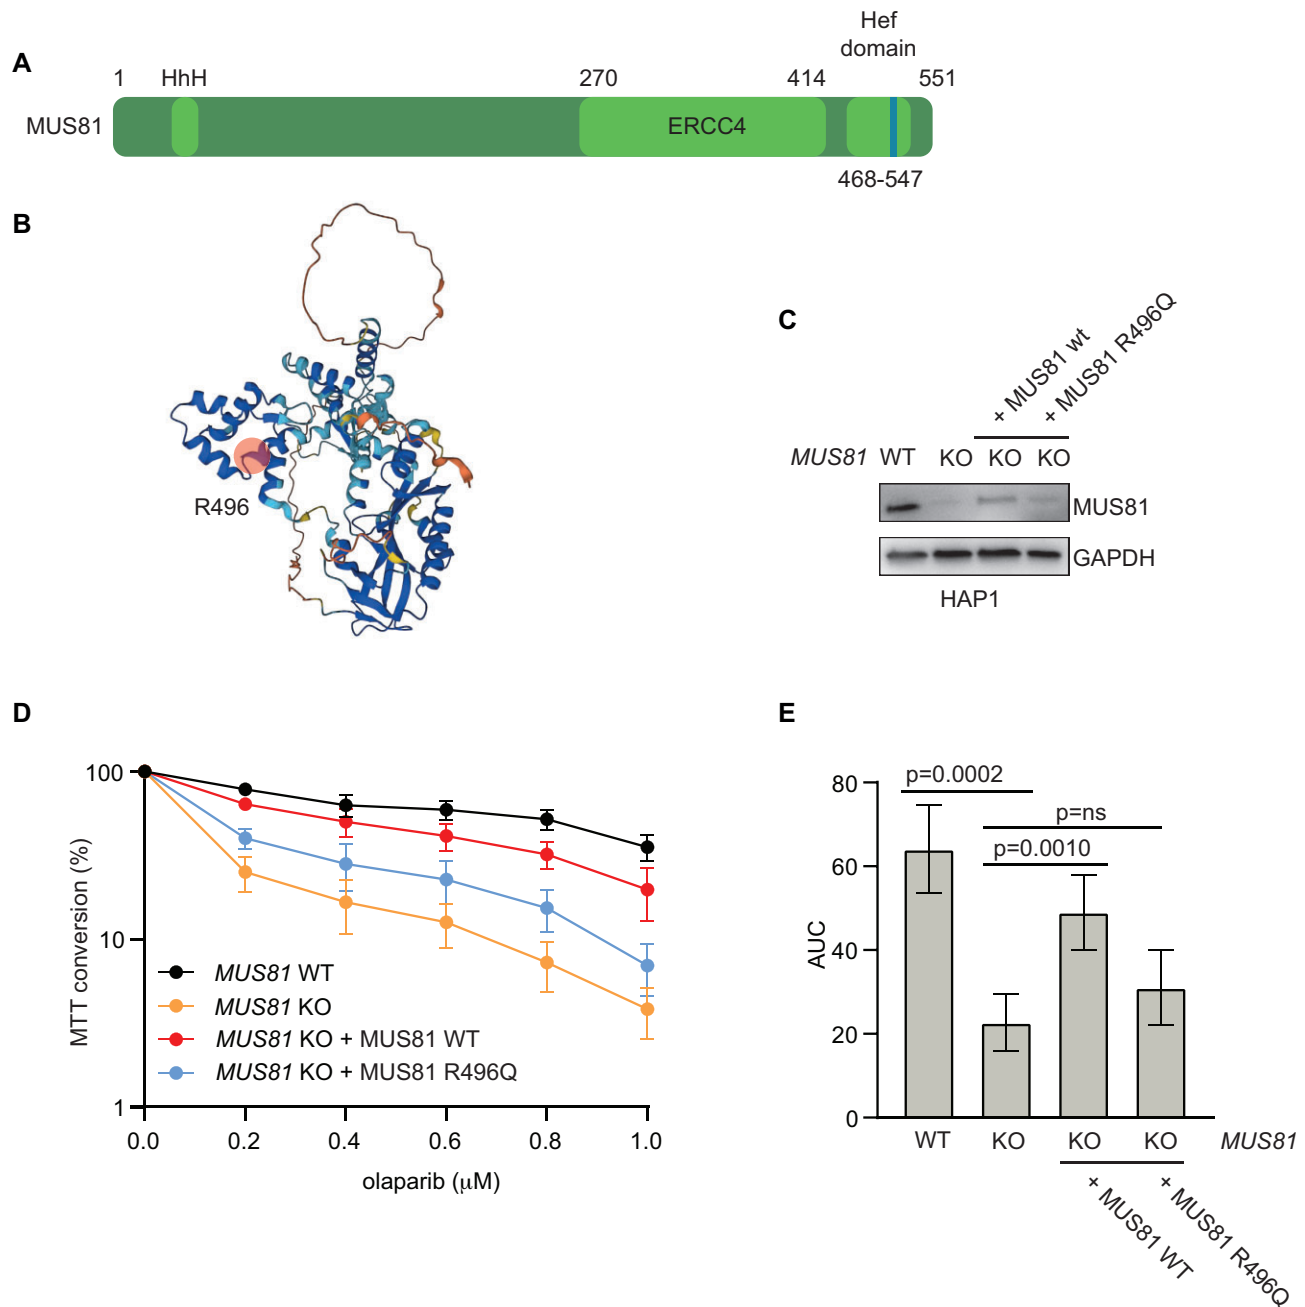 A
Hef
domain
1 HhH 270 414 551
MUS81
ERCC4
468-547
B
R496
C
+ MUS81 wt
+ MUS81 R496Q
MUS81 WT KO KO KO
MUS81
GAPDH
HAP1
D
MTT conversion (%)
100
10
1
0.0 0.2 0.4 0.6 0.8 1.0
olaparib (μM)
MUS81 WT
MUS81 KO
MUS81 KO + MUS81 WT
MUS81 KO + MUS81 R496Q
E
AUC
80
60
40
20
0
p=0.0002
p=ns
p=0.0010
WT KO KO KO MUS81
+ MUS81 WT
+ MUS81 R496Q